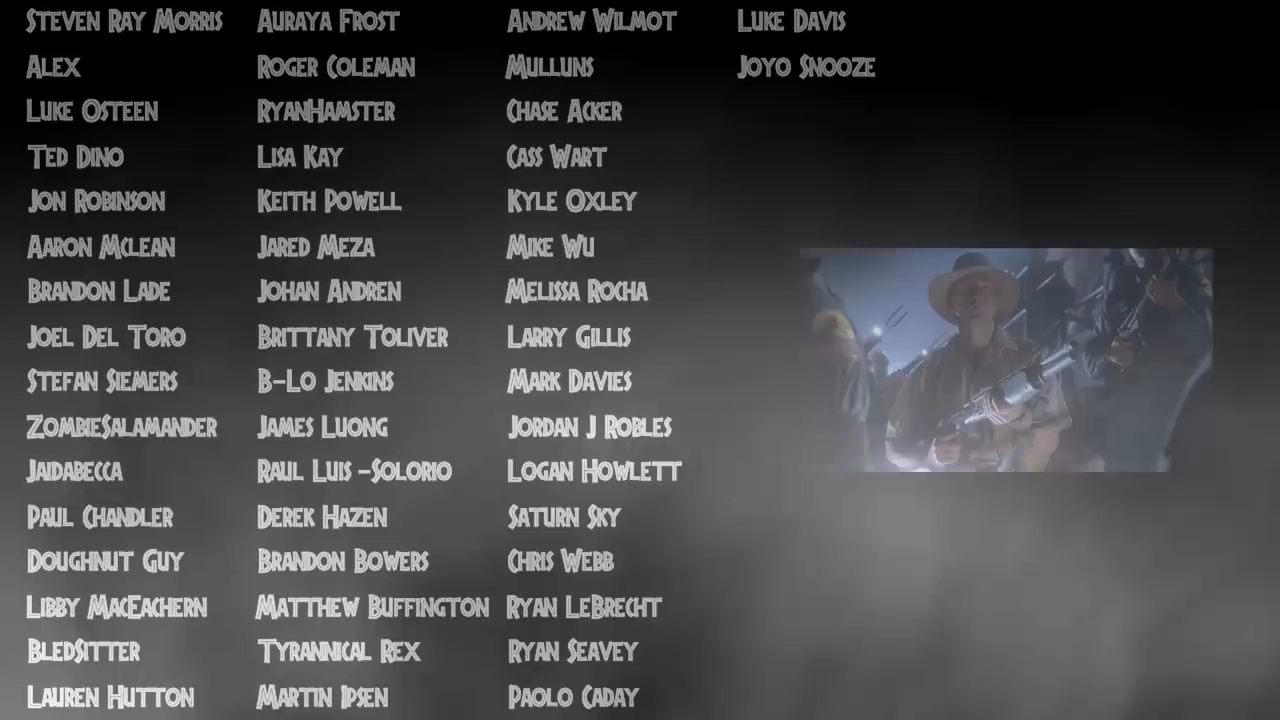 Steven Ray Morris
Alex
Luke Osteen
Ted Dino
Jon Robinson
Aaron Mclean
Brandon Lade
Joel Del Toro
Stefan Siemers
ZombieSalamander
Jaidabecca
Paul Chandler
Doughnut Guy
Libby MacEachern
BledSitter
Lauren Hutton
Auraya Frost
Roger Coleman
RyanHamster
Lisa Kay
Keith Powell
Jared Meza
Johan Andren
Brittany Toliver
B-Lo Jenkins
James Luong
Raul Luis -Solorio
Derek Hazen
Brandon Bowers
Matthew Buffington
Tyrannical Rex
Martin Ipsen
Andrew Wilmot
Mulluns
Chase Acker
Cass Wart
Kyle Oxley
Mike Wu
Melissa Rocha
Larry Gillis
Mark Davies
Jordan J Robles
Logan Howlett
Saturn Sky
Chris Webb
Ryan LeBrecht
Ryan Seavey
Paolo Caday
Luke Davis
Joyo Snooze